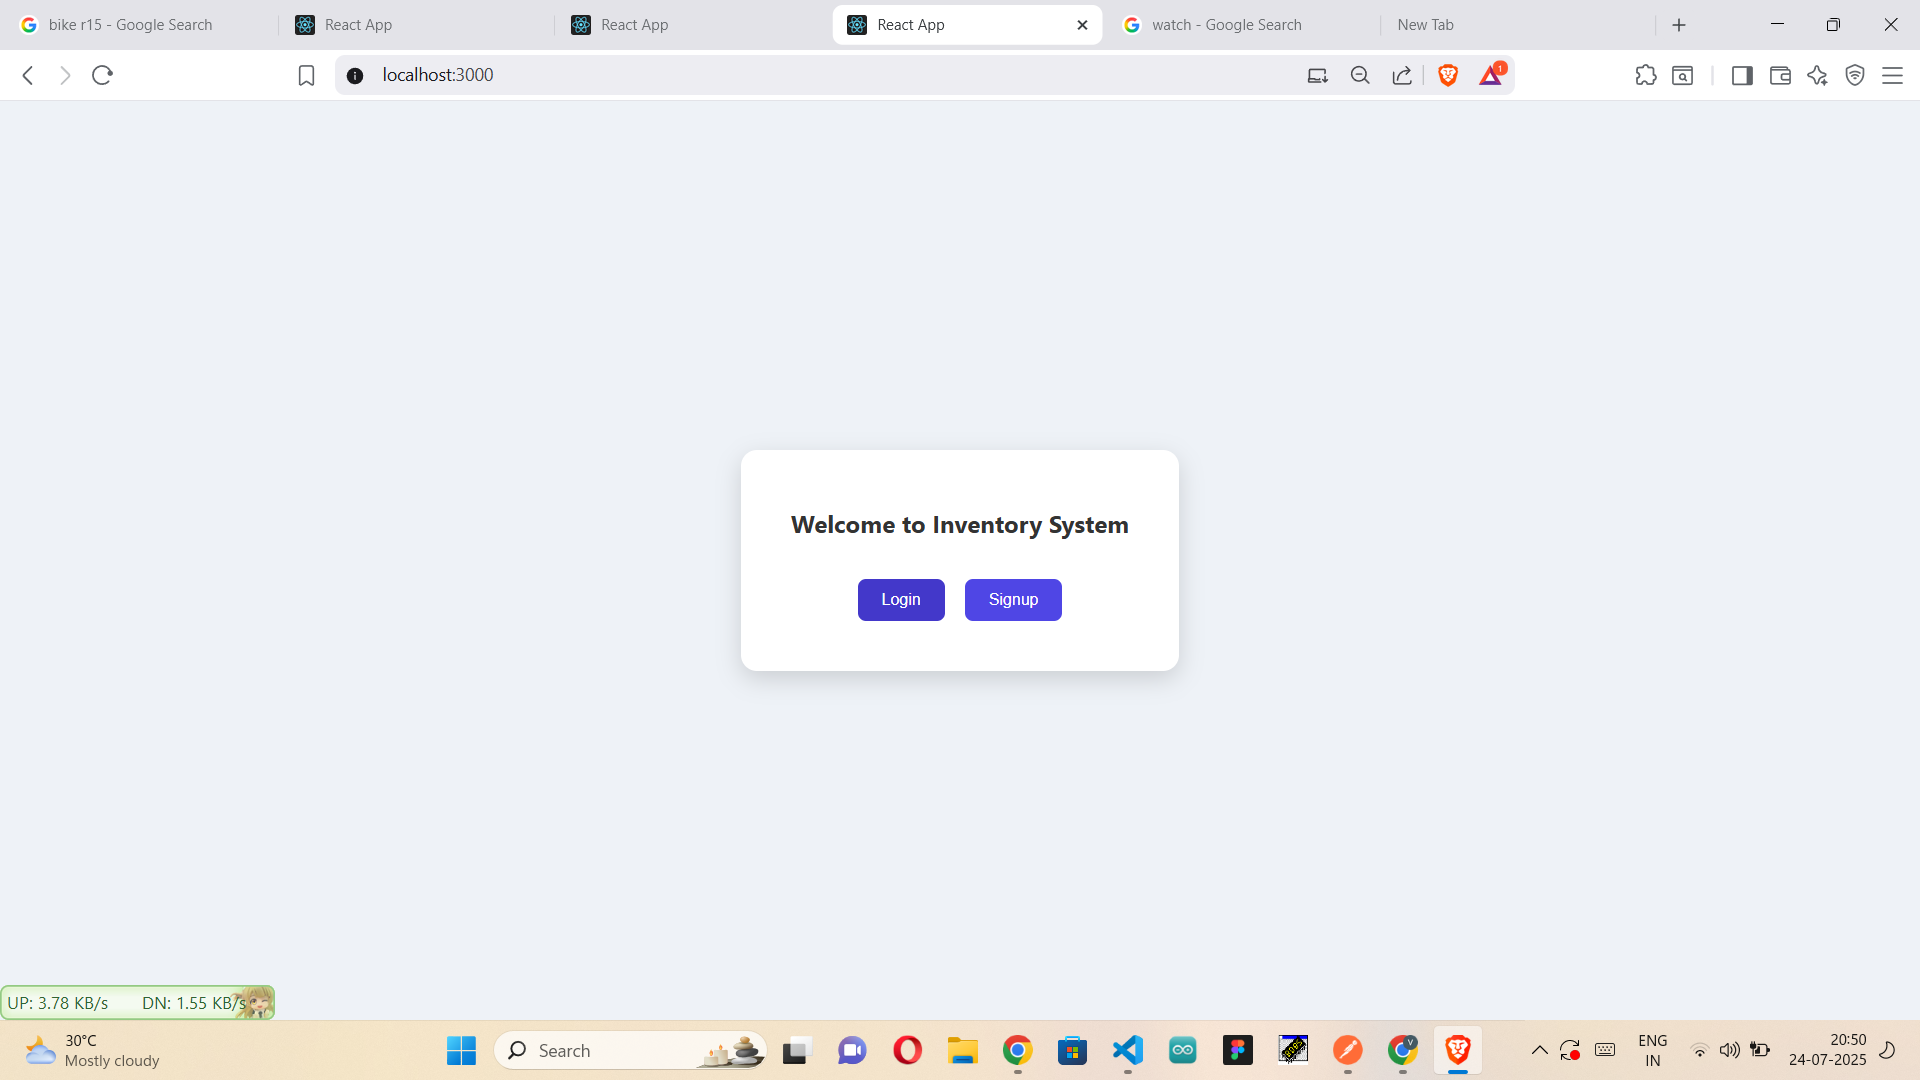 bike r15 - Google Search
React App
React App
React App
watch - Google Search
New Tab
localhost:3000
1
Welcome to Inventory System
Login
Signup
UP: 3.78 KB/s DN: 1.55 KB/s
30°C
Mostly cloudy
Search
V
ENG
IN
20:50
24-07-2025